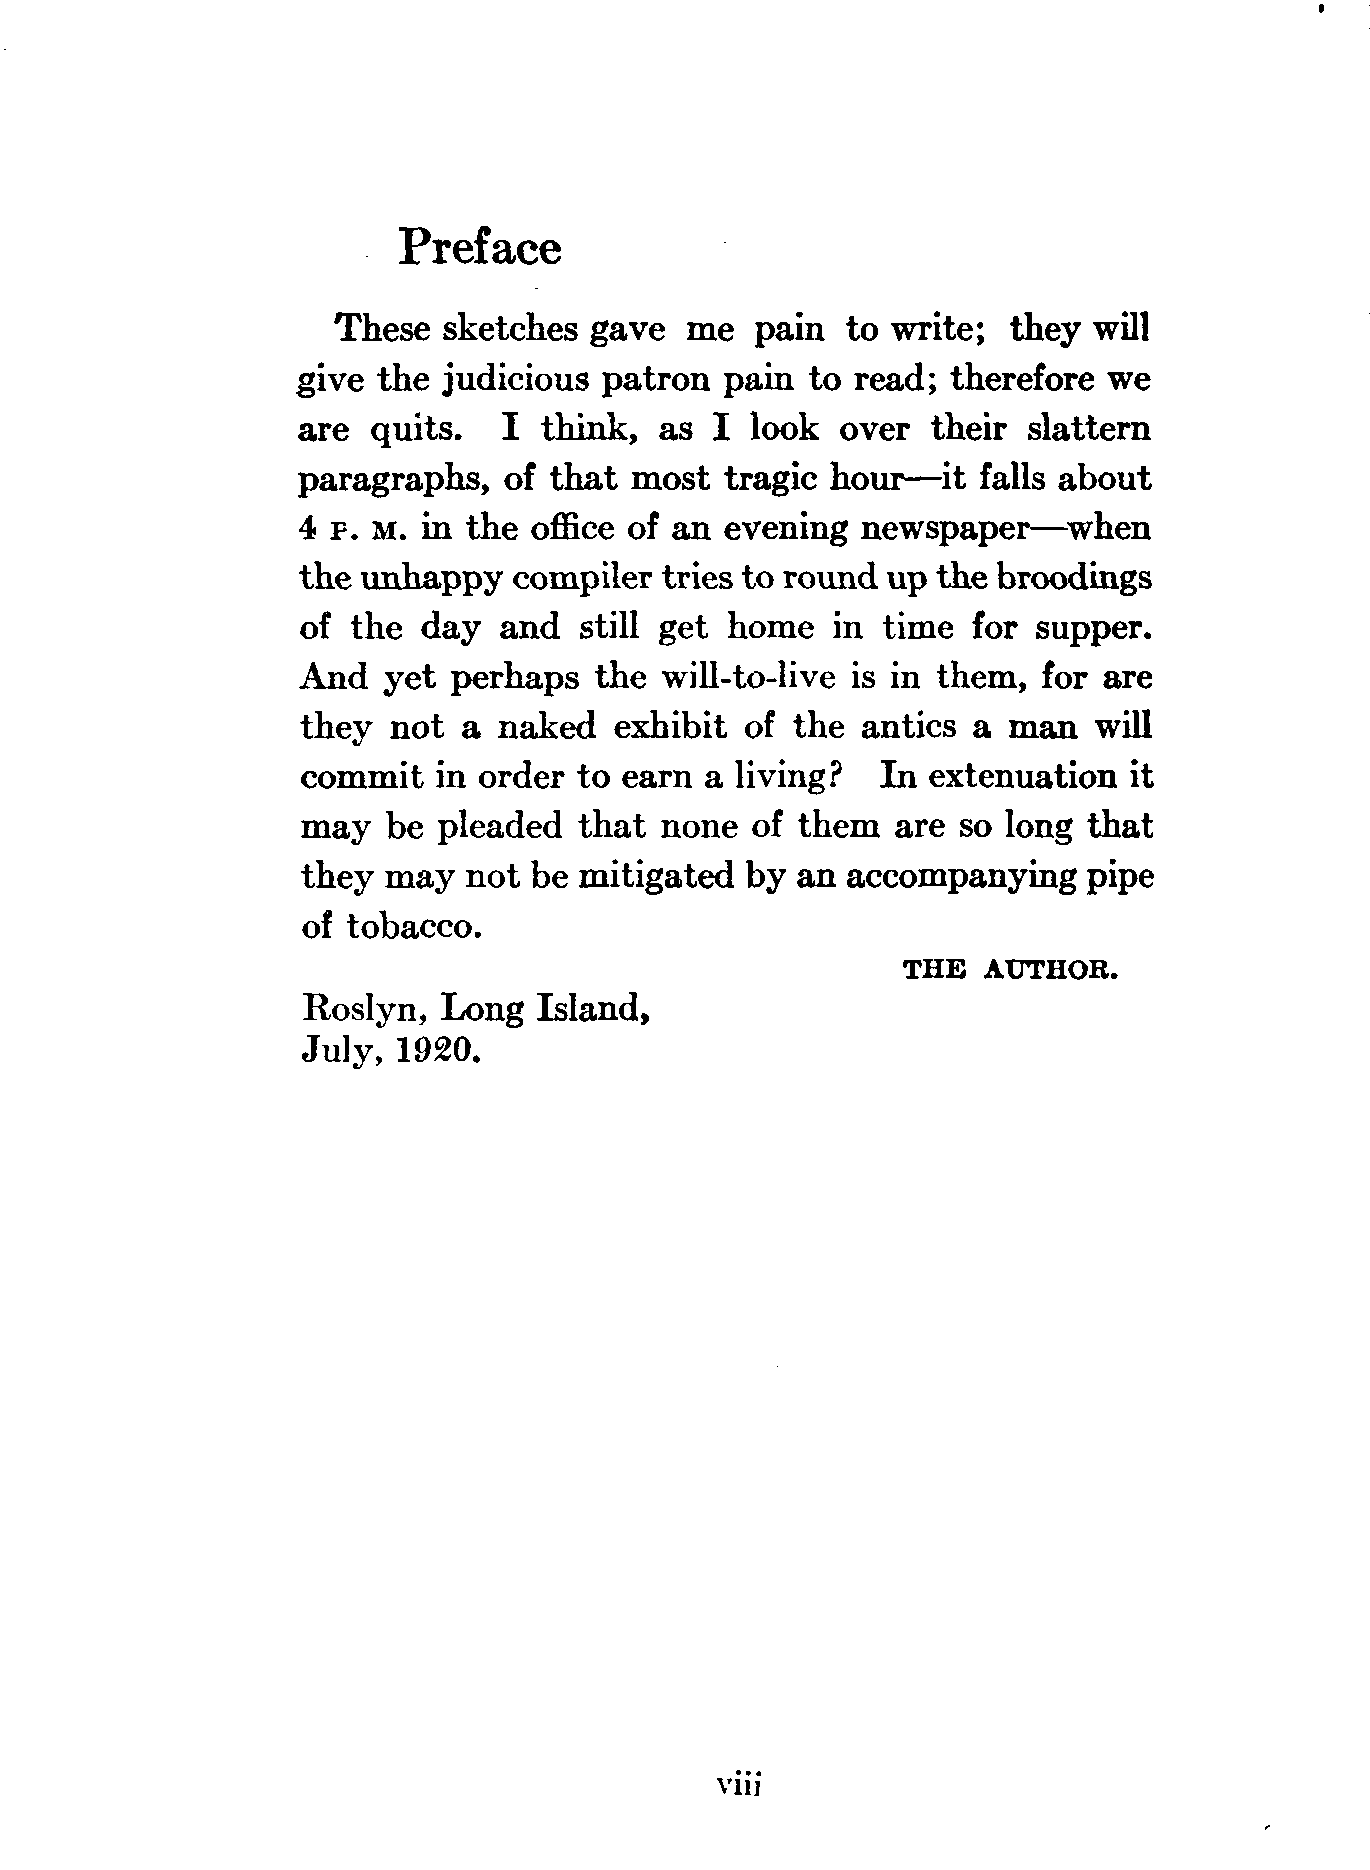 Preface
These sketches gave me pain to write; they will
give the judicious patron pain to read; therefore we
are quits. I think, as I look over their slattern
paragraphs, of that most tragic hour—it falls about
4 P. M. in the office of an evening newspaper—when
the unhappy compiler tries to round up the broodings
of the day and still get home in time for supper.
And yet perhaps the will-to-live is in them, for are
they not a naked exhibit of the antics a man will
commit in order to earn a living? In extenuation it
may be pleaded that none of them are so long that
they may not be mitigated by an accompanying pipe
of tobacco.
THE AUTHOR.
Roslyn, Long Island,
July, 1920.
viii